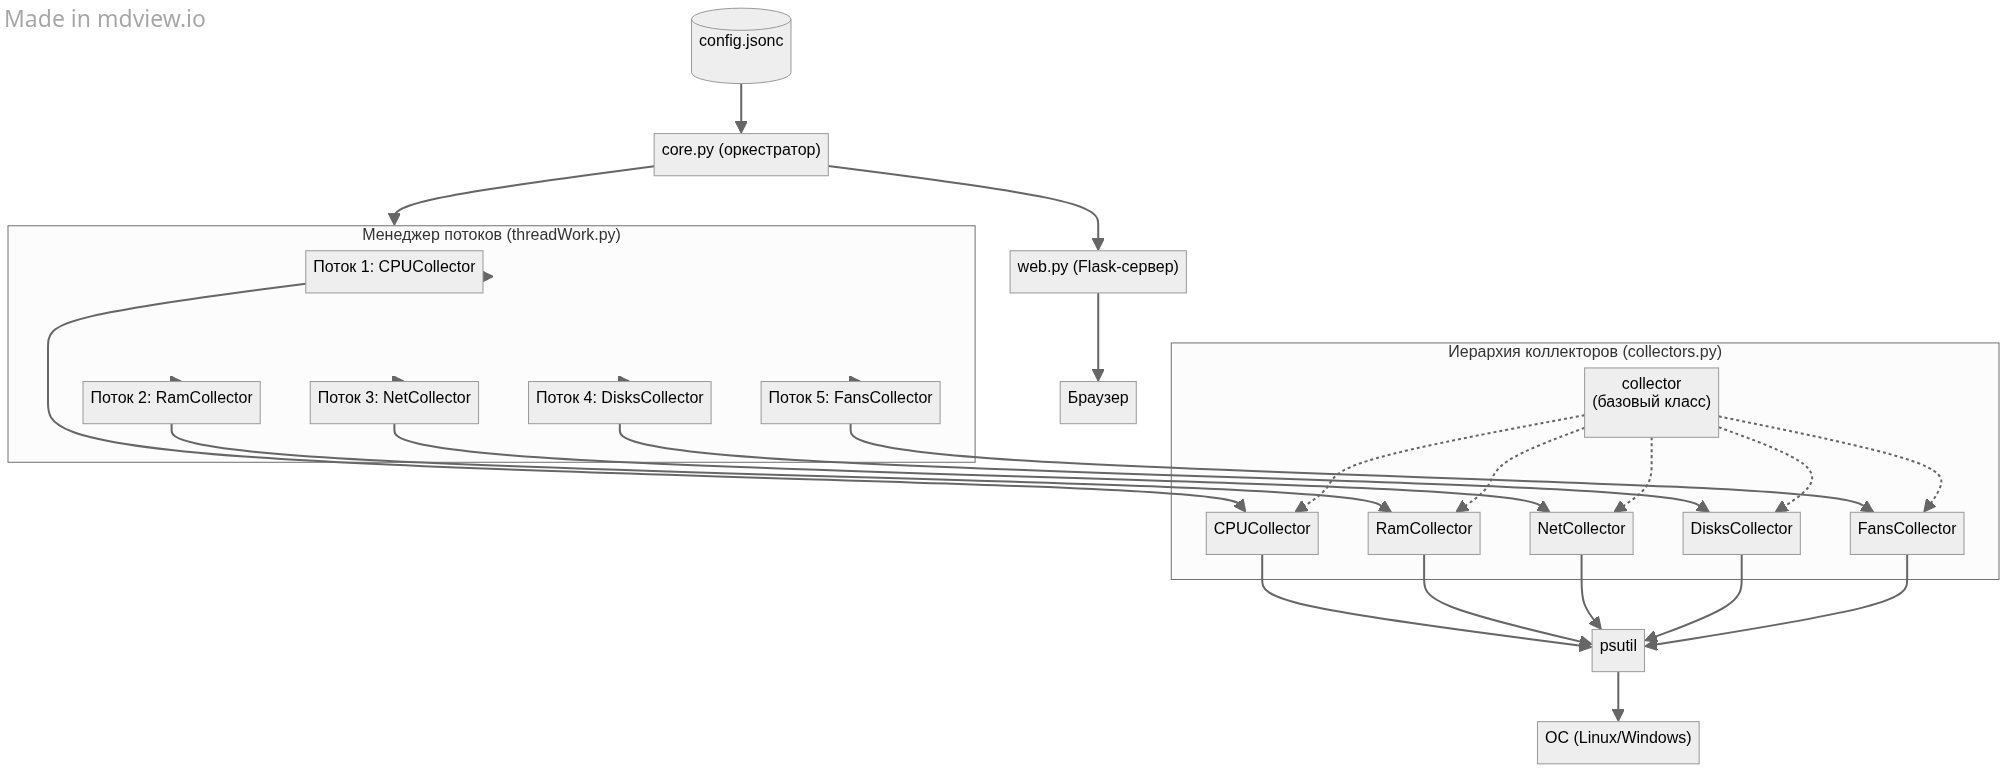 Made in mdview.io
config.jsonc
core.py (оркестратор)
Менеджер потоков (threadWork.py)
Поток 1: CPUCollector
web.py (Flask-сервер)
Иерархия коллекторов (collectors.py)
collector
(базовый класс)
Поток 2: RamCollector
Поток 3: NetCollector
Поток 4: DisksCollector
Поток 5: FansCollector
Браузер
CPUCollector
RamCollector
NetCollector
DisksCollector
FansCollector
psutil
ОС (Linux/Windows)